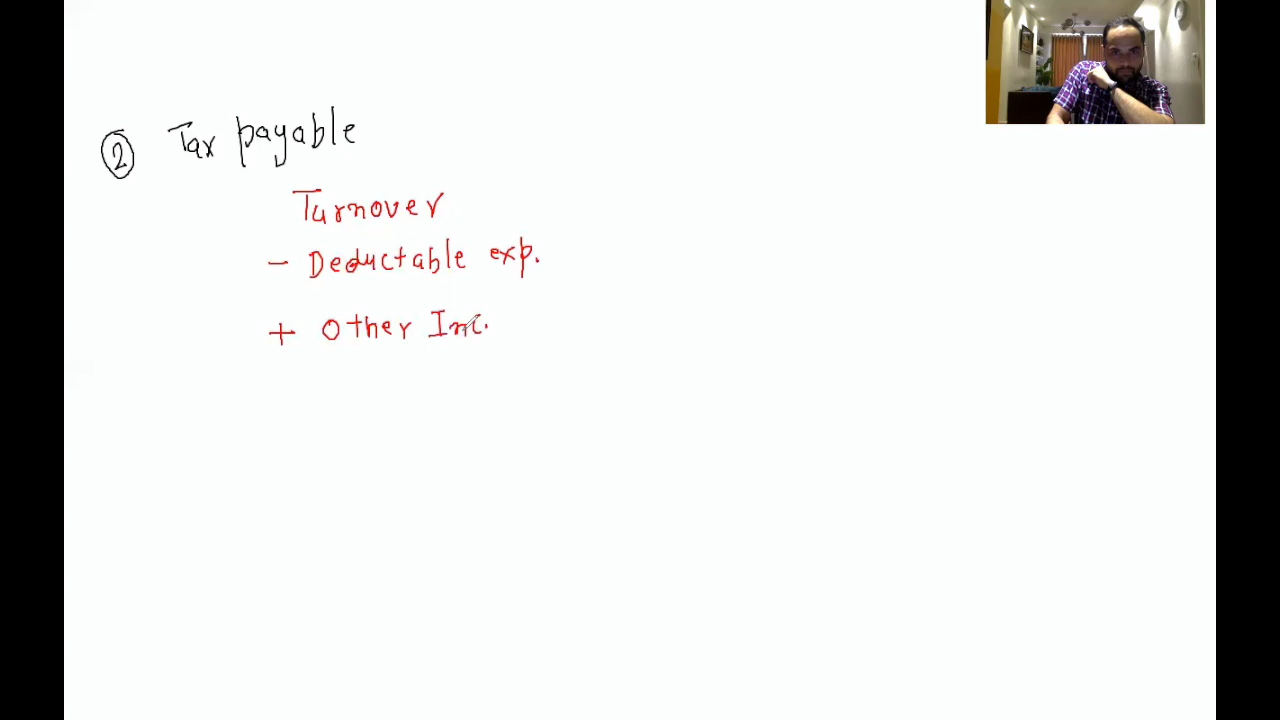 ② Tax payable
Turnover
- Deductable exp.
+ Other Inc.